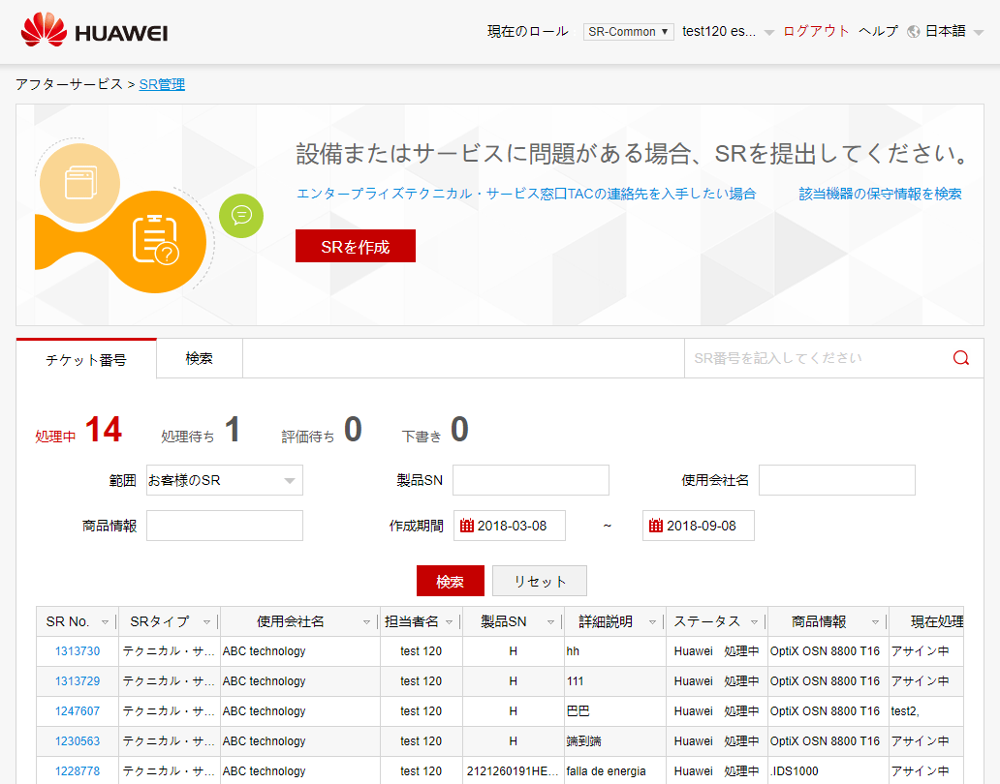 HUAWEI 現在のロール SR-Common test120 es... ログアウト ヘルプ 日本語
アフターサービス > SR管理
設備またはサービスに問題がある場合、SRを提出してください。
エンタープライズテクニカル・サービス窓口TACの連絡先を入手したい場合 該当機器の保守情報を検索
SRを作成
チケット番号 検索 SR番号を記入してください
処理中 14 処理待ち 1 評価待ち 0 下書き 0
範囲 お客様のSR 製品SN 使用会社名
商品情報 作成期間 2018-03-08 ~ 2018-09-08
検索 リセット
SR No. SRタイプ 使用会社名 担当者名 製品SN 詳細説明 ステータス 商品情報 現在処理
1313730 テクニカル・サ... ABC technology test 120 H hh Huawei 処理中 OptiX OSN 8800 T16 アサイン中
1313729 テクニカル・サ... ABC technology test 120 H 111 Huawei 処理中 OptiX OSN 8800 T16 アサイン中
1247607 テクニカル・サ... ABC technology test 120 H 巴巴 Huawei 処理中 OptiX OSN 8800 T16 test2,
1230563 テクニカル・サ... ABC technology test 120 H 端到端 Huawei 処理中 OptiX OSN 8800 T16 アサイン中
1228778 テクニカル・サ... ABC technology test 120 2121260191HE... falla de energia Huawei 処理中 .IDS1000 アサイン中